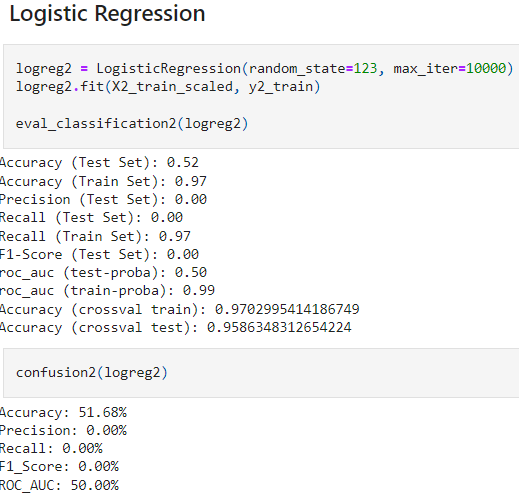 Logistic Regression
logreg2 = LogisticRegression(random_state=123, max_iter=10000)
logreg2.fit(X2_train_scaled, y2_train)
eval_classification2(logreg2)
Accuracy (Test Set): 0.52
Accuracy (Train Set): 0.97
Precision (Test Set): 0.00
Recall (Test Set): 0.00
Recall (Train Set): 0.97
F1-Score (Test Set): 0.00
roc_auc (test-proba): 0.50
roc_auc (train-proba): 0.99
Accuracy (crossval train): 0.9702995414186749
Accuracy (crossval test): 0.9586348312654224
confusion2(logreg2)
Accuracy: 51.68%
Precision: 0.00%
Recall: 0.00%
F1_Score: 0.00%
ROC_AUC: 50.00%